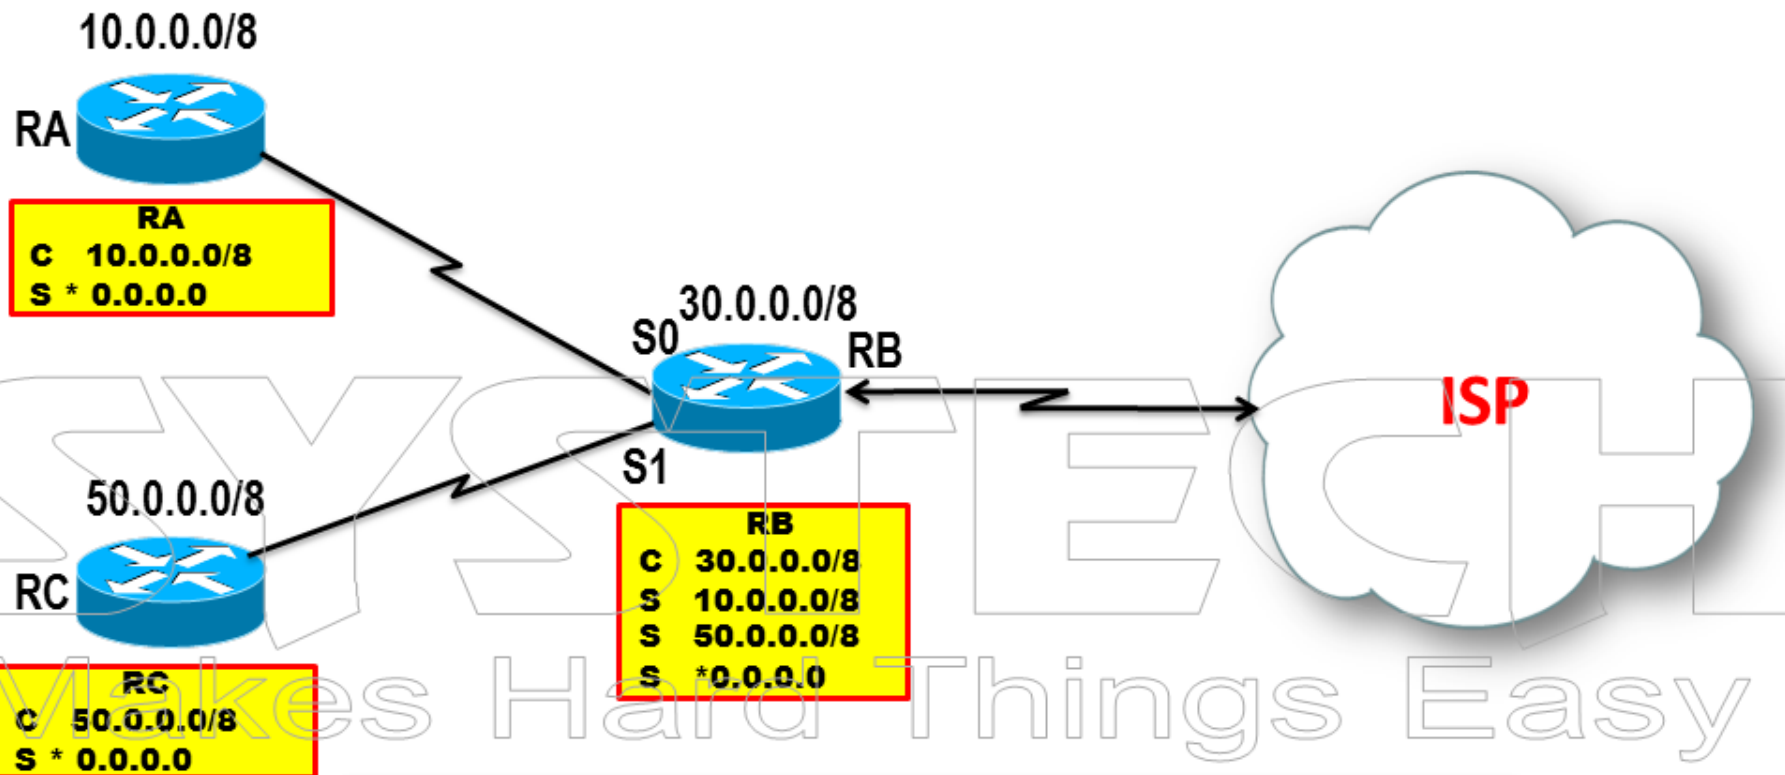 10.0.0.0/8
RA
RA
C 10.0.0.0/8
S * 0.0.0.0
30.0.0.0/8
S0
RB
ISP
S1
50.0.0.0/8
RC
RB
C 30.0.0.0/8
S 10.0.0.0/8
S 50.0.0.0/8
S *0.0.0.0
RC
C 50.0.0.0/8
S * 0.0.0.0
SYSTECH
Makes Hard Things Easy